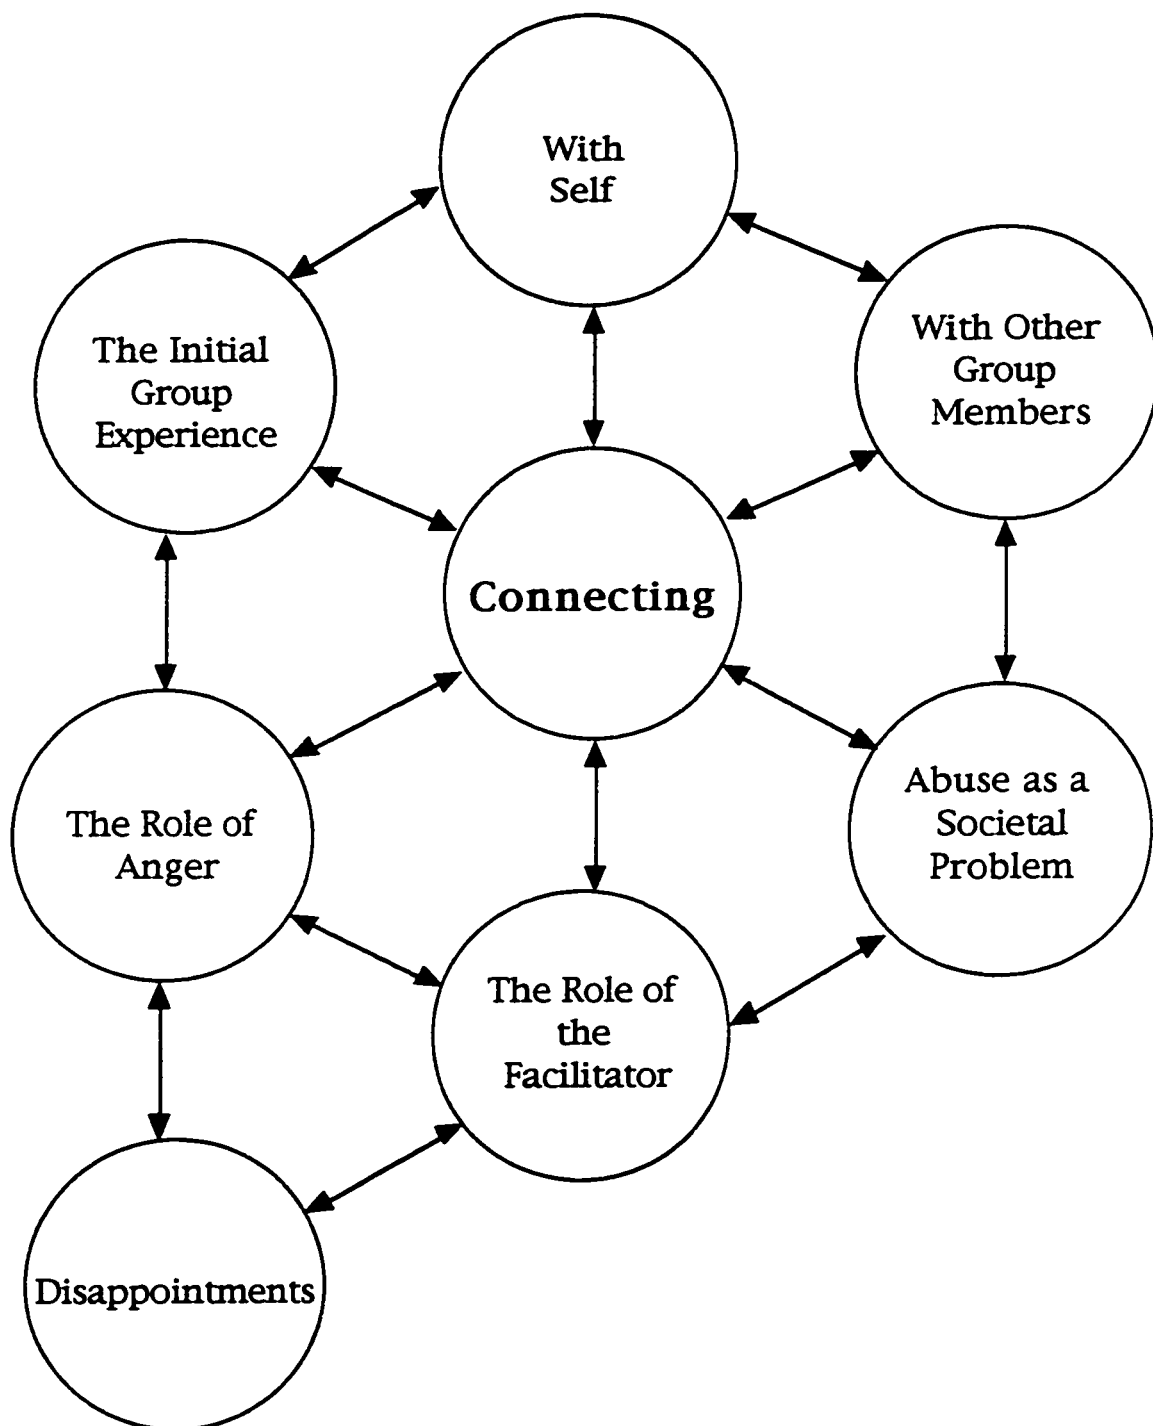 With
Self
The Initial
Group
Experience
With Other
Group
Members
Connecting
The Role of
Anger
Abuse as a
Societal
Problem
The Role of
the
Facilitator
Disappointments